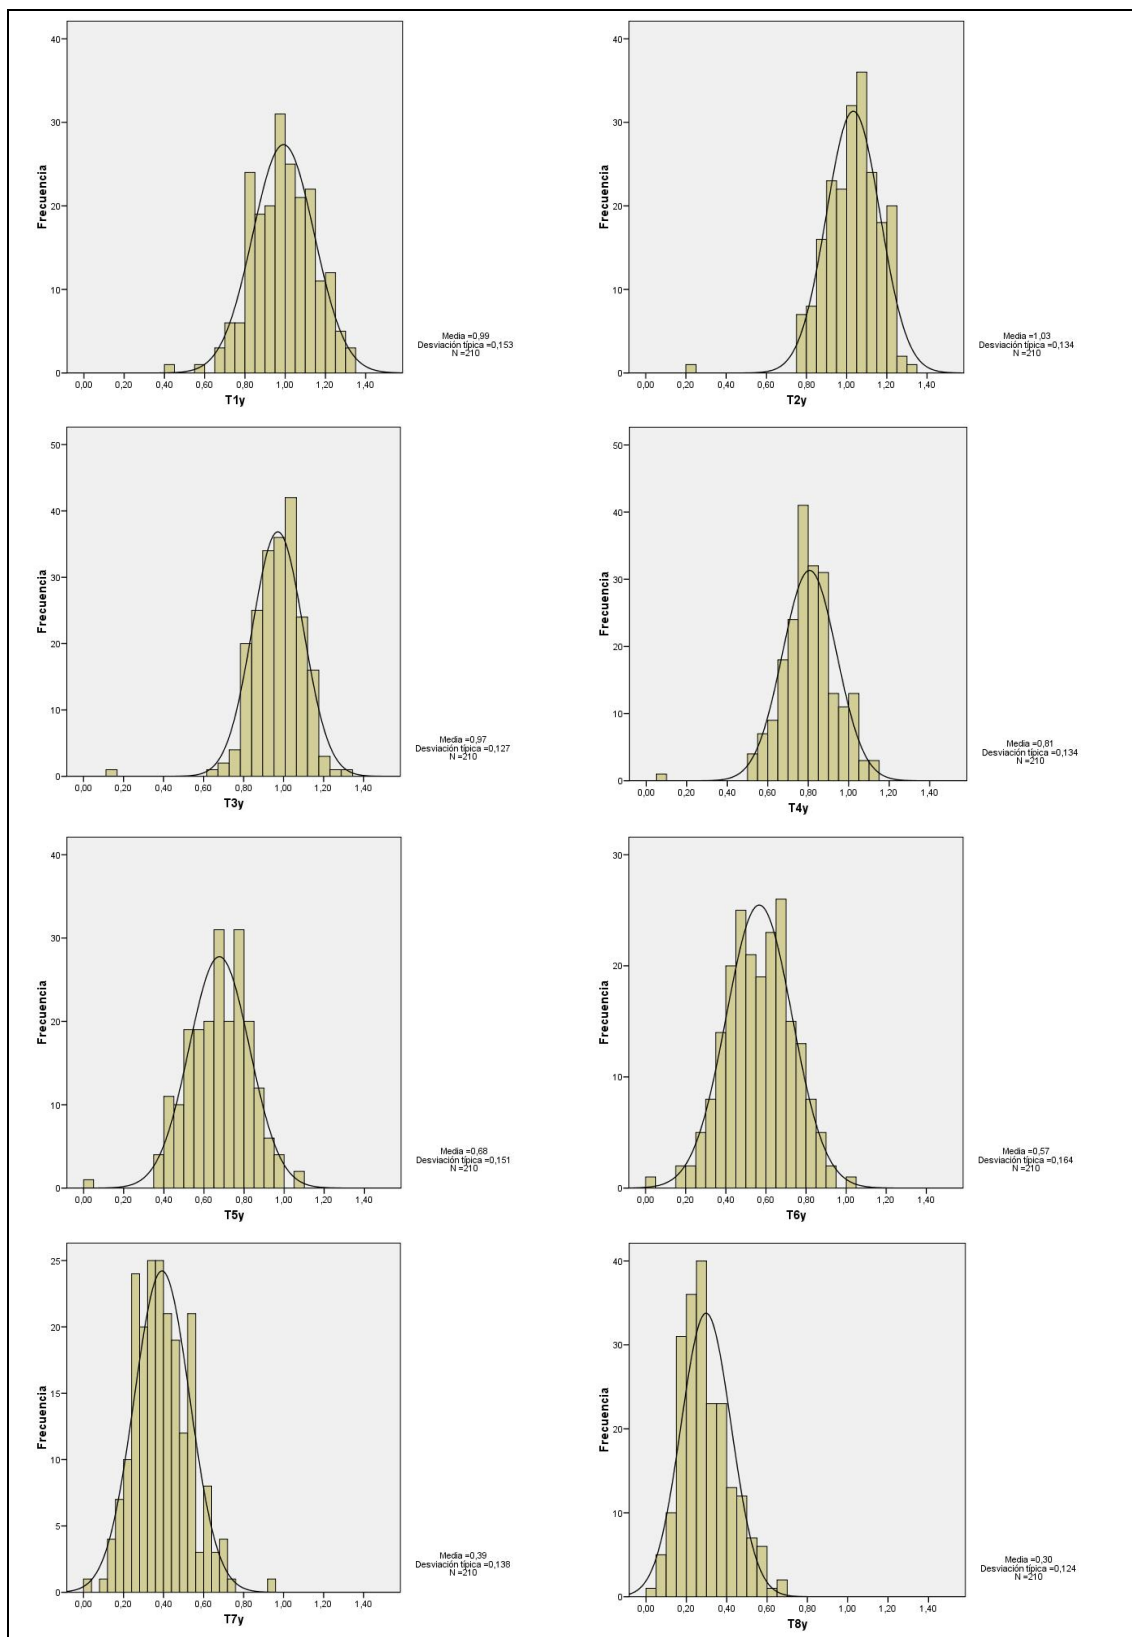 40
30
20
10
0
Frecuencia
0,00 0,20 0,40 0,60 0,80 1,00 1,20 1,40
T1y
Media =0,99
Desviación típica =0,153
N =210
40
30
20
10
0
Frecuencia
0,00 0,20 0,40 0,60 0,80 1,00 1,20 1,40
T2y
Media =1,03
Desviación típica =0,134
N =210
50
40
30
20
10
0
Frecuencia
0,00 0,20 0,40 0,60 0,80 1,00 1,20 1,40
T3y
Media =0,97
Desviación típica =0,127
N =210
50
40
30
20
10
0
Frecuencia
0,00 0,20 0,40 0,60 0,80 1,00 1,20 1,40
T4y
Media =0,81
Desviación típica =0,134
N =210
40
30
20
10
0
Frecuencia
0,00 0,20 0,40 0,60 0,80 1,00 1,20 1,40
T5y
Media =0,68
Desviación típica =0,151
N =210
30
20
10
0
Frecuencia
0,00 0,20 0,40 0,60 0,80 1,00 1,20 1,40
T6y
Media =0,57
Desviación típica =0,164
N =210
25
20
15
10
5
0
Frecuencia
0,00 0,20 0,40 0,60 0,80 1,00 1,20 1,40
T7y
Media =0,39
Desviación típica =0,138
N =210
40
30
20
10
0
Frecuencia
0,00 0,20 0,40 0,60 0,80 1,00 1,20 1,40
T8y
Media =0,30
Desviación típica =0,124
N =210